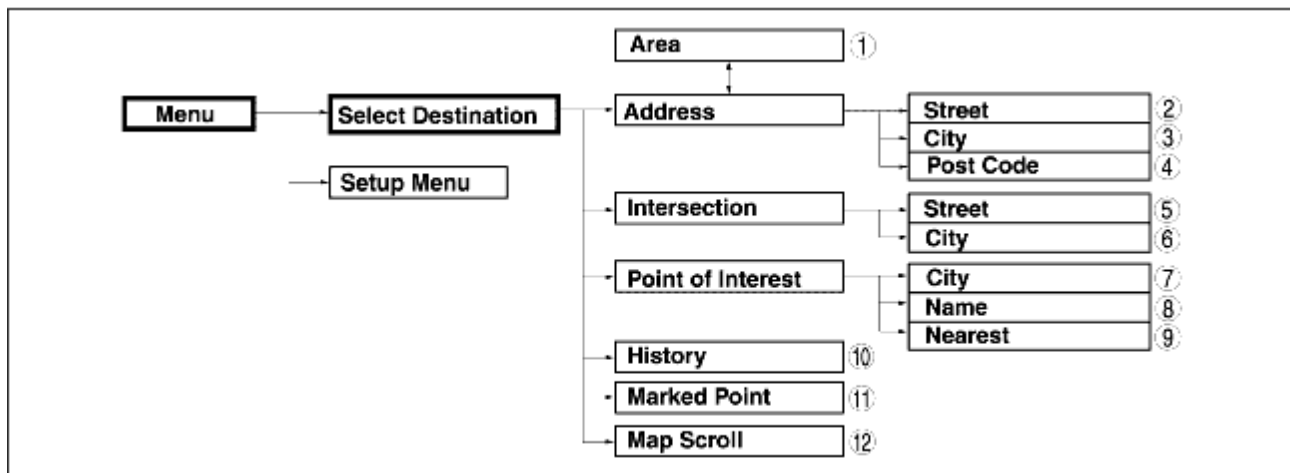 Area ①
Menu
Select Destination
Address
Street ②
City ③
Post Code ④
Setup Menu
Intersection
Street ⑤
City ⑥
Point of Interest
City ⑦
Name ⑧
Nearest ⑨
History ⑩
Marked Point ⑪
Map Scroll ⑫